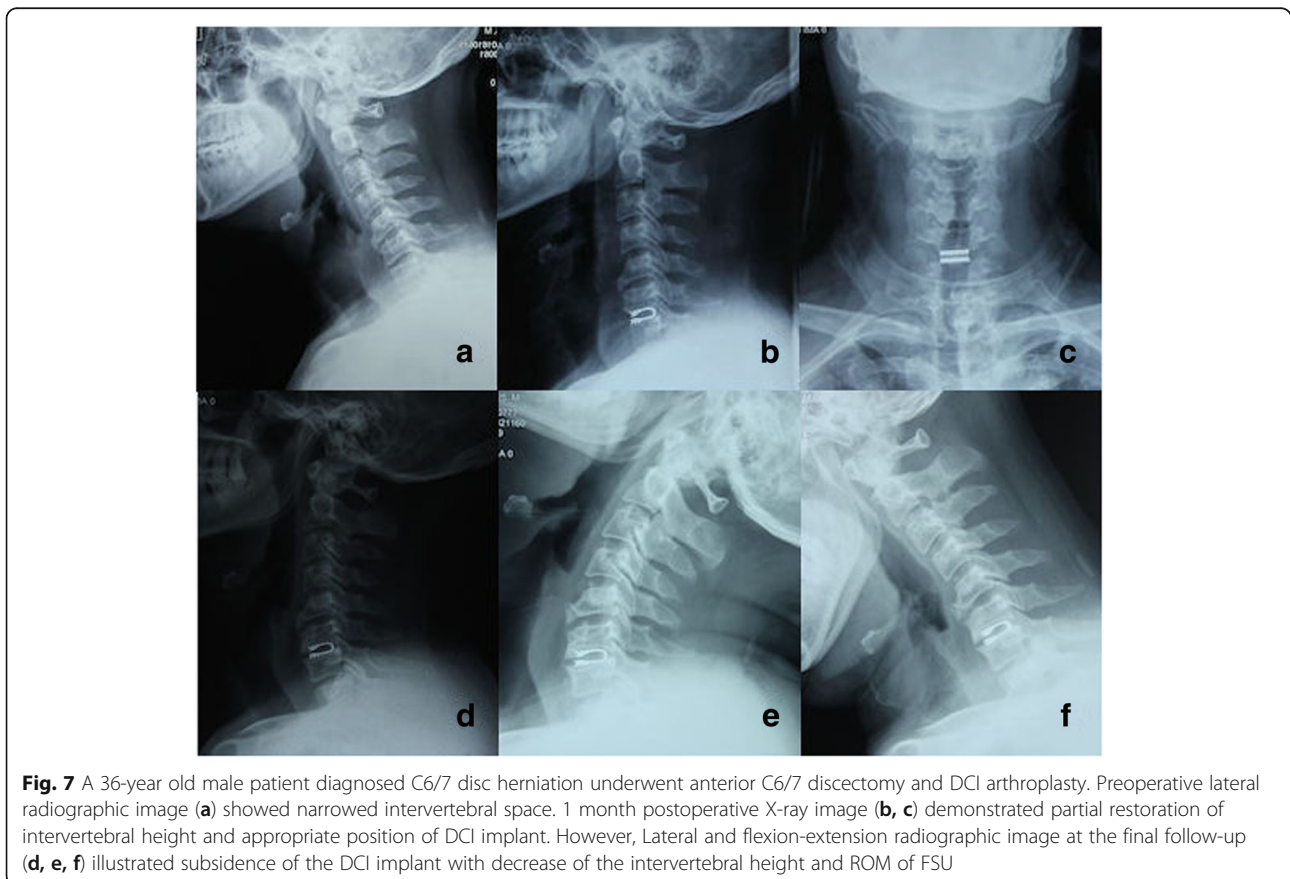 a
b
c
d
e
f
Fig. 7 A 36-year old male patient diagnosed C6/7 disc herniation underwent anterior C6/7 discectomy and DCI arthroplasty. Preoperative lateral
radiographic image (a) showed narrowed intervertebral space. 1 month postoperative X-ray image (b, c) demonstrated partial restoration of
intervertebral height and appropriate position of DCI implant. However, Lateral and flexion-extension radiographic image at the final follow-up
(d, e, f) illustrated subsidence of the DCI implant with decrease of the intervertebral height and ROM of FSU